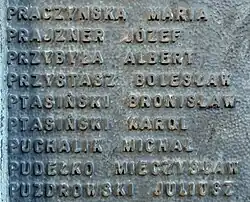 PRACZYŃSKA MARIA
PRAJZNER JÓZEF
PRZYBYŁA ALBERT
PRZYSTASZ BOLESŁAW
PTASIŃSKI BRONISŁAW
PTASIŃSKI KAROL
PUCHALIK MICHAŁ
PUDEŁKO MIECZYSŁAW
PUZDROWSKI JULIUSZ